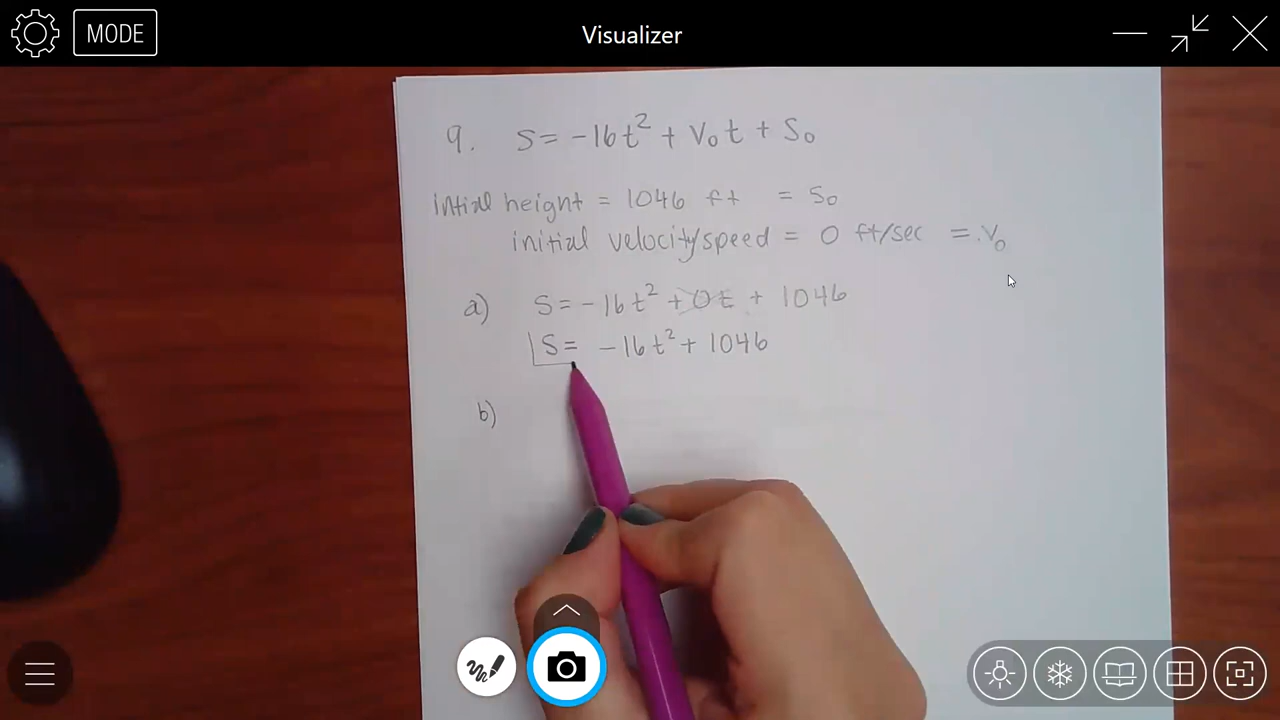 MODE
Visualizer
9. S = -16t² + V₀t + S₀
intial height = 1046 ft = S₀
initial velocity/speed = 0 ft/sec = V₀
a) S = -16t² + 0t + 1046
S = -16t² + 1046
b)